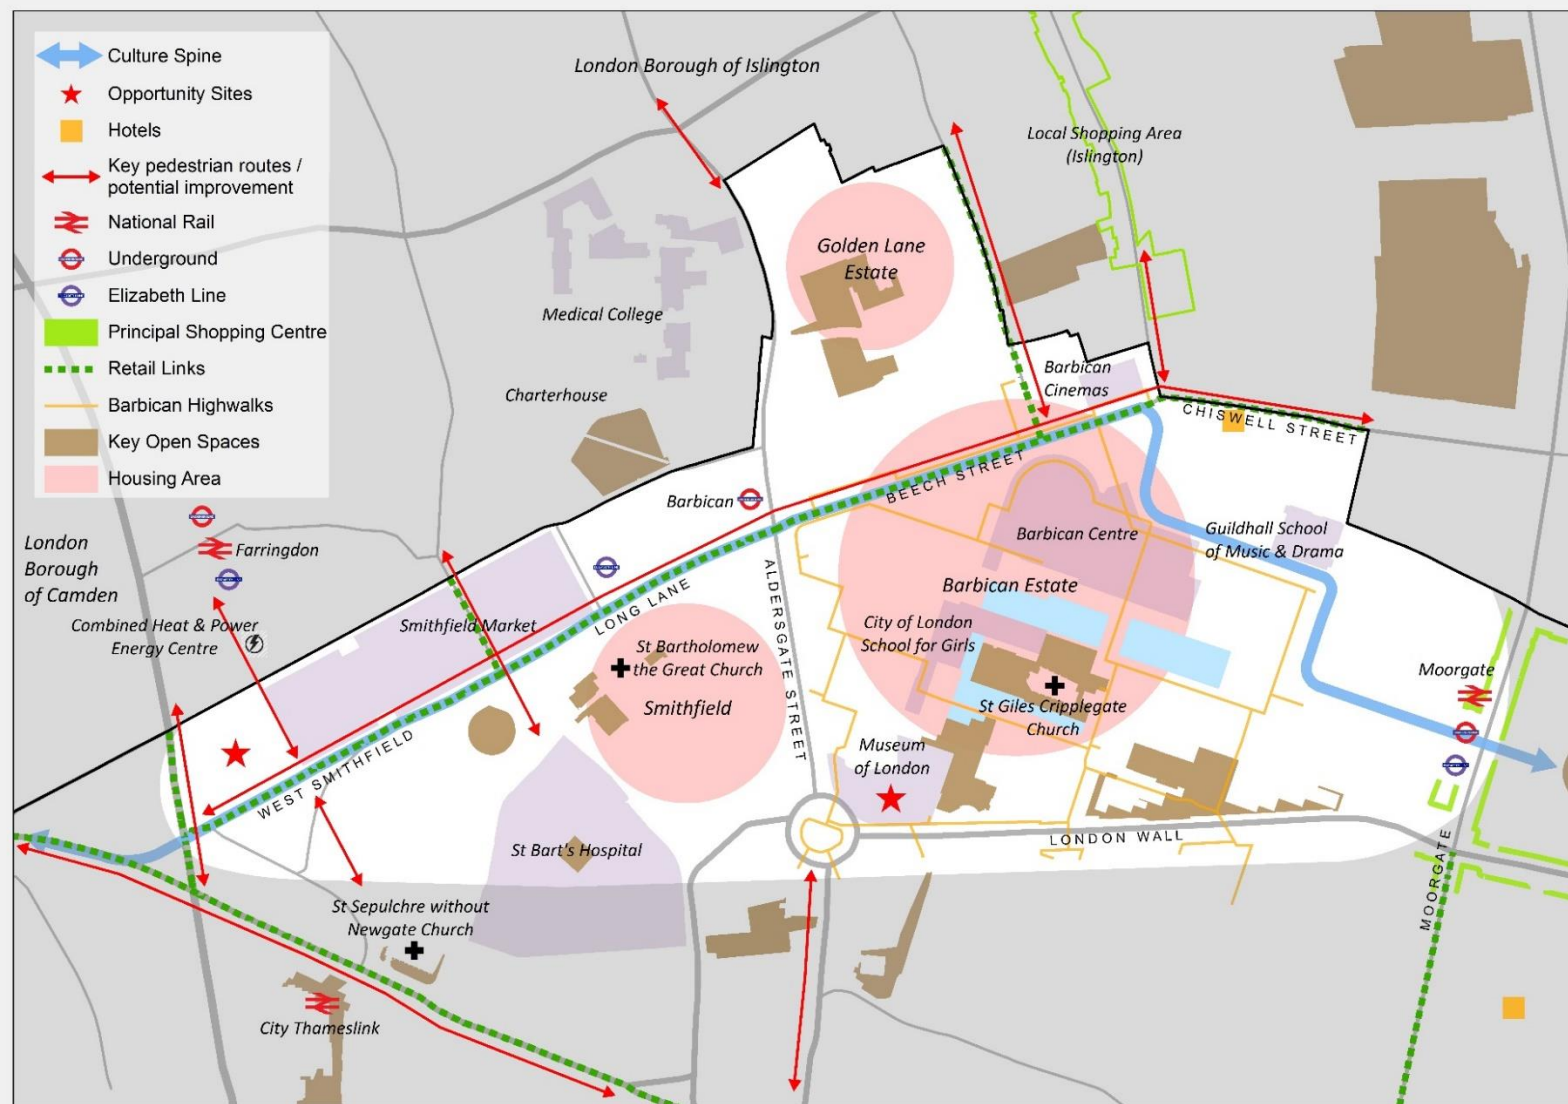 Culture Spine
Opportunity Sites
Hotels
Key pedestrian routes /
potential improvement
National Rail
Underground
Elizabeth Line
Principal Shopping Centre
Retail Links
Barbican Highwalks
Key Open Spaces
Housing Area
London Borough of Islington
Local Shopping Area
(Islington)
Golden Lane
Estate
Medical College
Charterhouse
Barbican
Cinemas
CHISWELL STREET
BEECH STREET
Barbican
Barbican Centre
Guildhall School
of Music & Drama
London
Borough
of Camden
Farringdon
Barbican Estate
LONG LANE
ALDERSGATE STREET
Combined Heat & Power
Energy Centre
Smithfield Market
City of London
School for Girls
St Bartholomew
the Great Church
Smithfield
St Giles Cripplegate
Church
Moorgate
WEST SMITHFIELD
Museum
of London
LONDON WALL
MOORGATE
St Bart's Hospital
St Sepulchre without
Newgate Church
City Thameslink